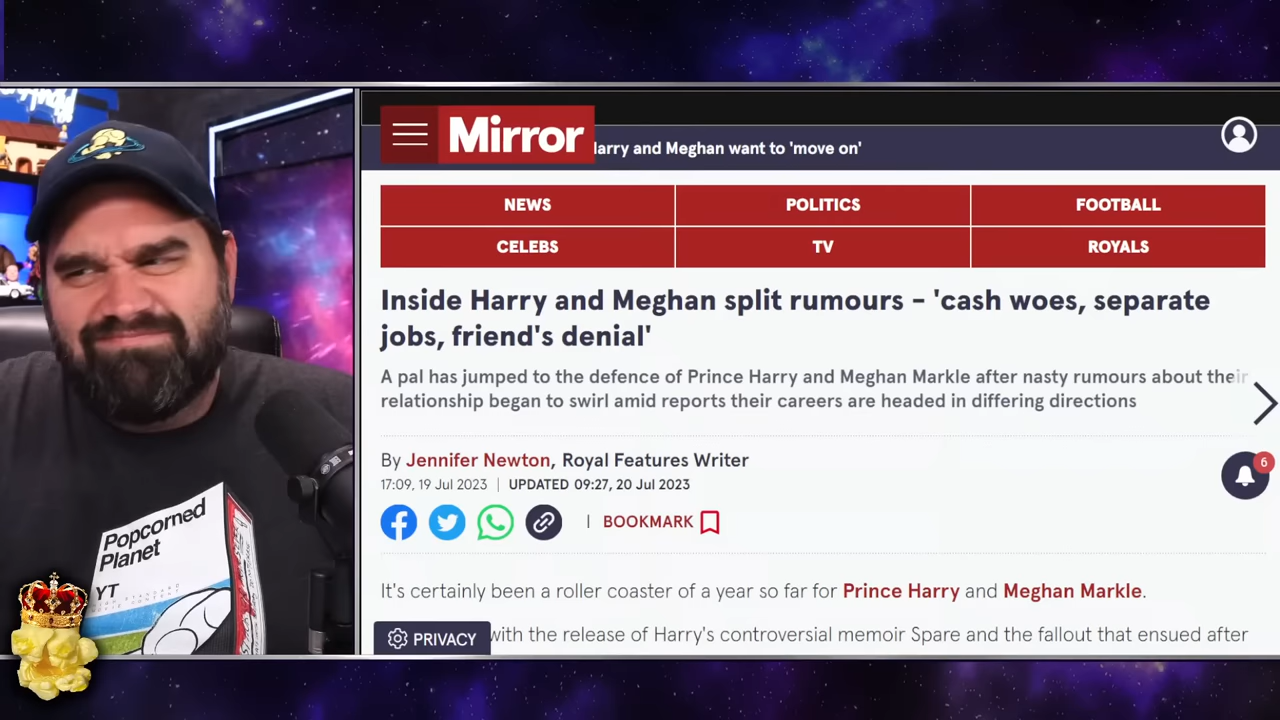 Mirror
arry and Meghan want to 'move on'
NEWS
POLITICS
FOOTBALL
CELEBS
TV
ROYALS
Inside Harry and Meghan split rumours - 'cash woes, separate
jobs, friend's denial'
A pal has jumped to the defence of Prince Harry and Meghan Markle after nasty rumours about their
relationship began to swirl amid reports their careers are headed in differing directions
By Jennifer Newton, Royal Features Writer
17:09, 19 Jul 2023 | UPDATED 09:27, 20 Jul 2023
6
| BOOKMARK
It's certainly been a roller coaster of a year so far for Prince Harry and Meghan Markle.
PRIVACY
with the release of Harry's controversial memoir Spare and the fallout that ensued after
Popcorned
Planet
YT